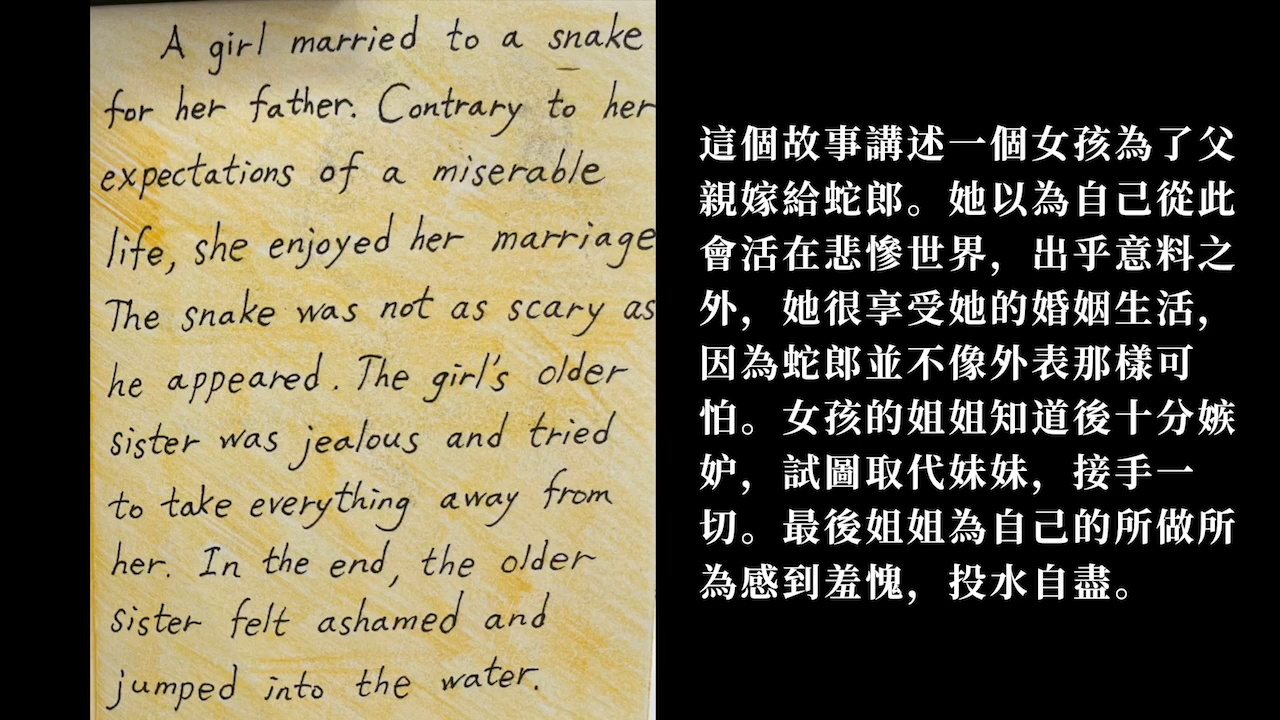 A girl married to a snake
for her father. Contrary to her
expectations of a miserable
life, she enjoyed her marriage
The snake was not as scary as
he appeared. The girl's older
sister was jealous and tried
to take everything away from
her. In the end, the older
sister felt ashamed and
jumped into the water.
這個故事講述一個女孩為了父
親嫁給蛇郎。她以為自己從此
會活在悲慘世界，出乎意料之
外，她很享受她的婚姻生活，
因為蛇郎並不像外表那樣可
怕。女孩的姐姐知道後十分嫉
妒，試圖取代妹妹，接手一
切。最後姐姐為自己的所做所
為感到羞愧，投水自盡。